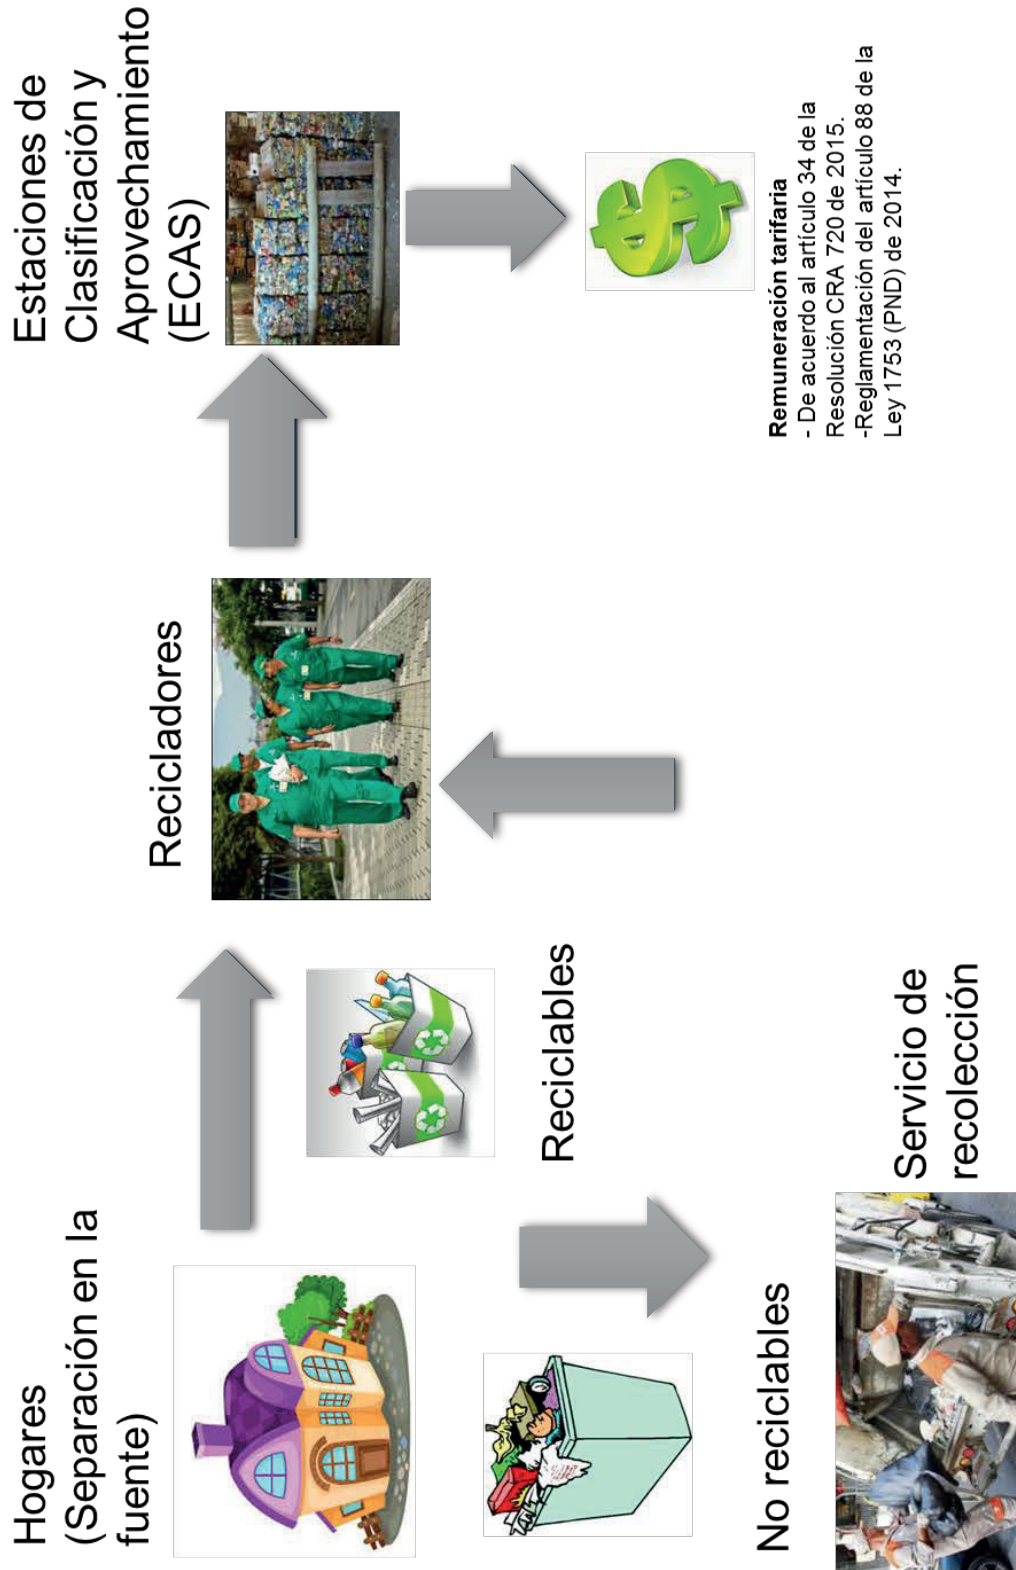 Hogares
(Separación en la
fuente)
Recicladores
Estaciones de
Clasificación y
Aprovechamiento
(ECAS)
Reciclables
No reciclables
Servicio de
recolección
Remuneración tarifaria
- De acuerdo al artículo 34 de la
Resolución CRA 720 de 2015.
-Reglamentación del artículo 88 de la
Ley 1753 (PND) de 2014.